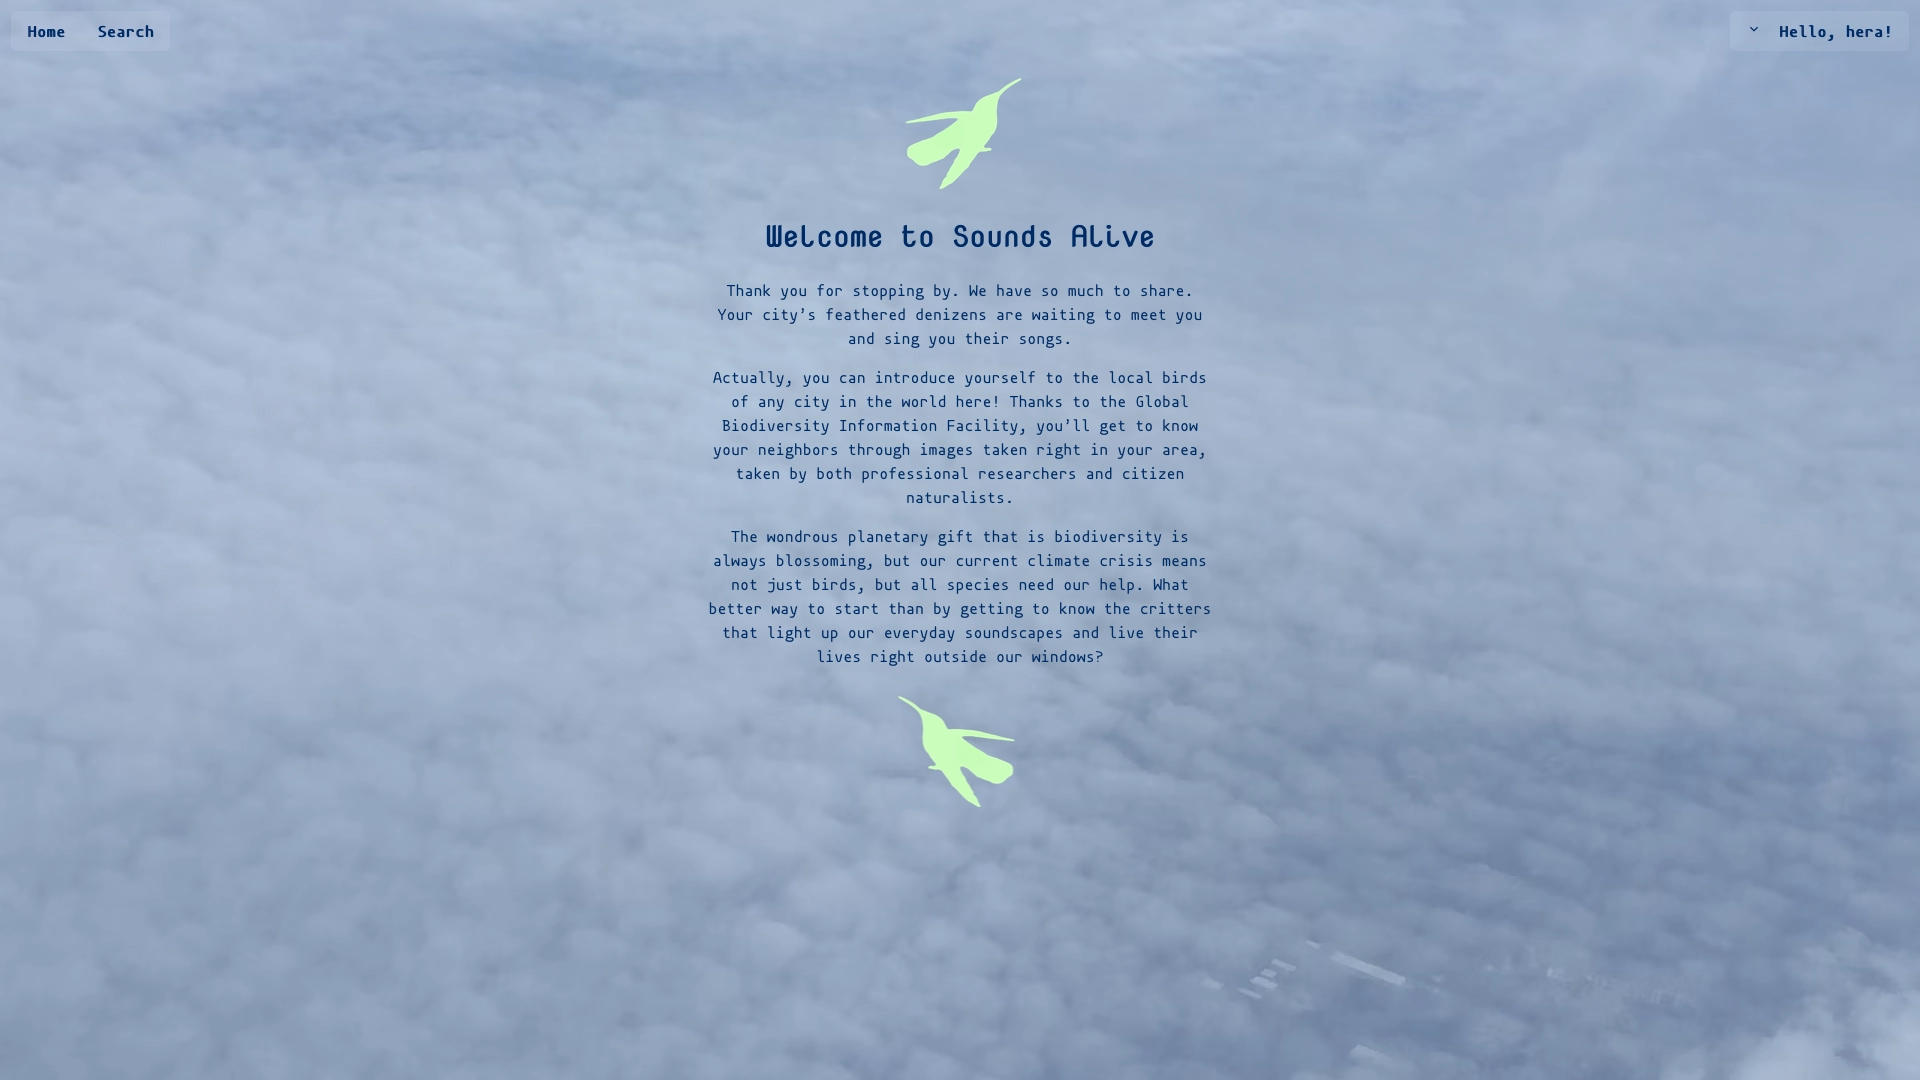 Home Search
Hello, hera!
Welcome to Sounds Alive
Thank you for stopping by. We have so much to share.
Your city’s feathered denizens are waiting to meet you
and sing you their songs.
Actually, you can introduce yourself to the local birds
of any city in the world here! Thanks to the Global
Biodiversity Information Facility, you’ll get to know
your neighbors through images taken right in your area,
taken by both professional researchers and citizen
naturalists.
The wondrous planetary gift that is biodiversity is
always blossoming, but our current climate crisis means
not just birds, but all species need our help. What
better way to start than by getting to know the critters
that light up our everyday soundscapes and live their
lives right outside our windows?